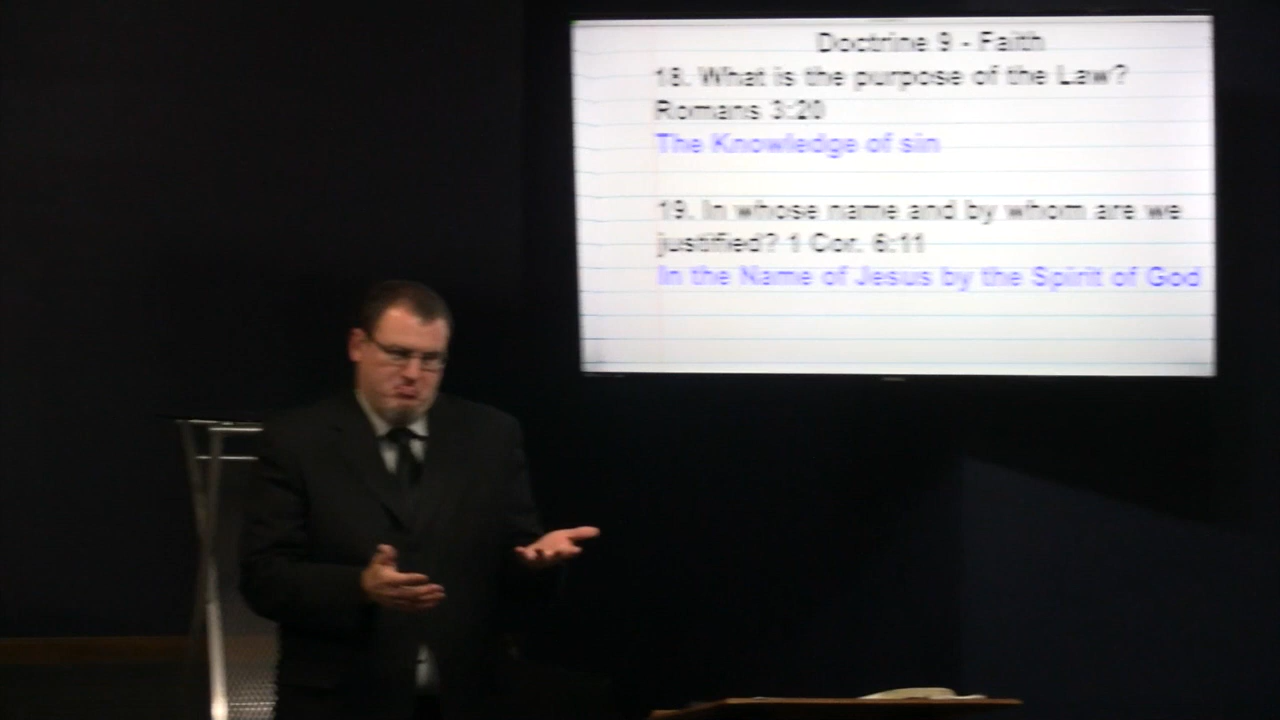 Doctrine 9 - Faith
18. What is the purpose of the Law?
Romans 3:20
The Knowledge of sin
19. In whose name and by whom are we
justified? 1 Cor. 6:11
In the Name of Jesus by the Spirit of God